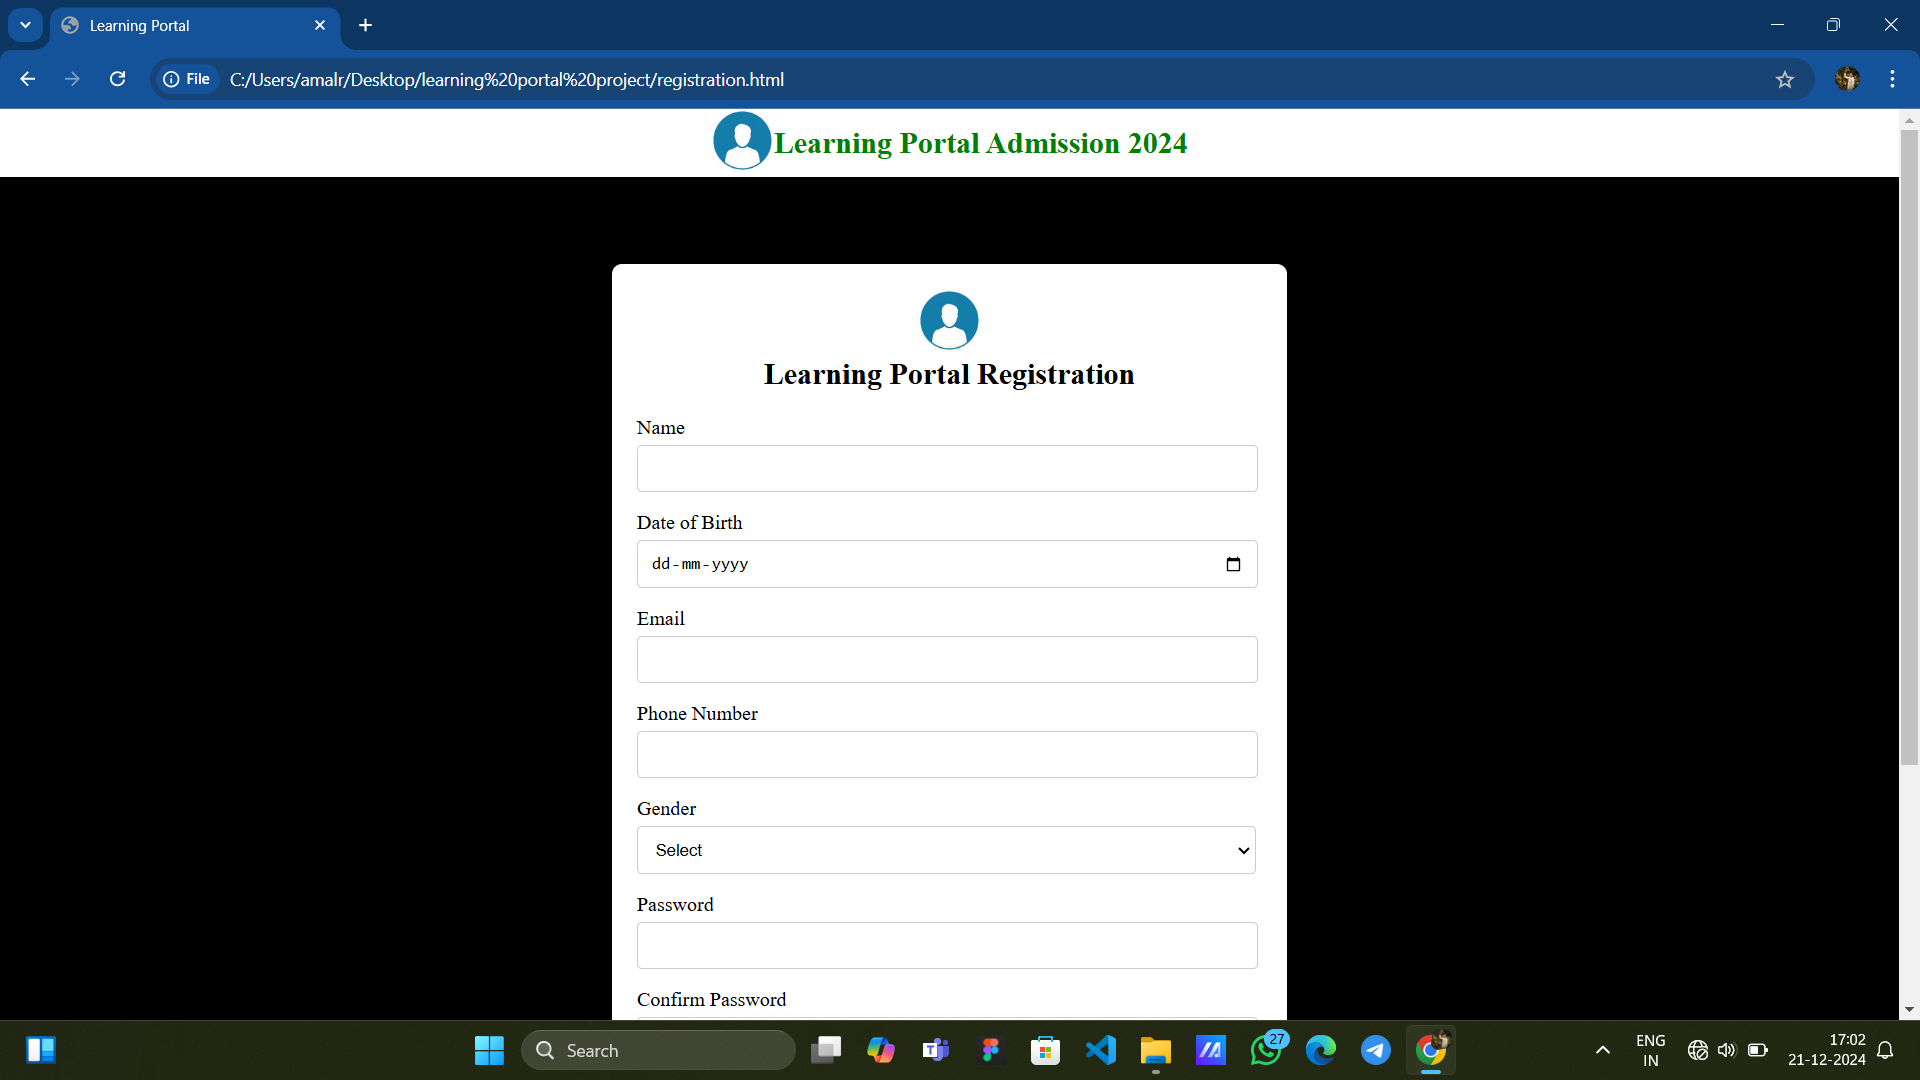 Learning Portal
File
C:/Users/amalr/Desktop/learning%20portal%20project/registration.html
Learning Portal Admission 2024
Learning Portal Registration
Name
Date of Birth
dd-mm-yyyy
Email
Phone Number
Gender
Select
Password
Confirm Password
Search
27
ENG
IN
17:02
21-12-2024